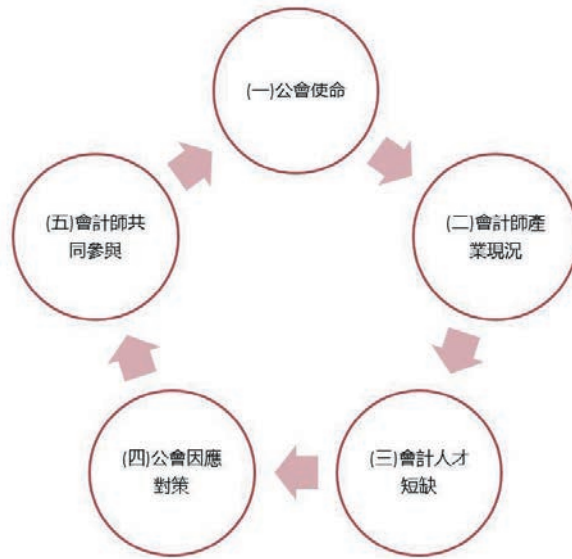 (一)公會使命
(二)會計師產
業現況
(三)會計人才
短缺
(四)公會因應
對策
(五)會計師共
同參與